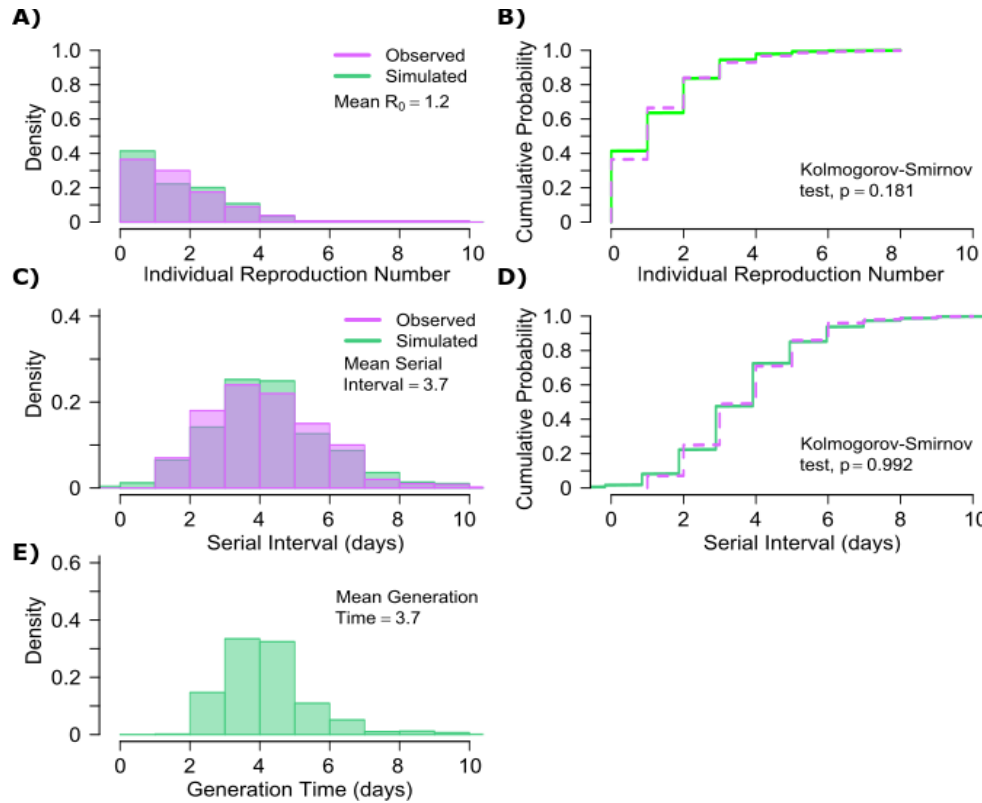 A)
Density
1.0
0.8
0.6
0.4
0.2
0
Observed
Simulated
Mean R0 = 1.2
0 2 4 6 8 10
Individual Reproduction Number
B)
Cumulative Probability
1.0
0.8
0.6
0.4
0.2
0
Kolmogorov-Smirnov
test, p = 0.181
0 2 4 6 8 10
Individual Reproduction Number
C)
Density
0.4
0.2
0
Observed
Simulated
Mean Serial
Interval = 3.7
0 2 4 6 8 10
Serial Interval (days)
D)
Cumulative Probability
1.0
0.8
0.6
0.4
0.2
0
Kolmogorov-Smirnov
test, p = 0.992
0 2 4 6 8 10
Serial Interval (days)
E)
Density
0.6
0.4
0.2
0
Mean Generation
Time = 3.7
0 2 4 6 8 10
Generation Time (days)